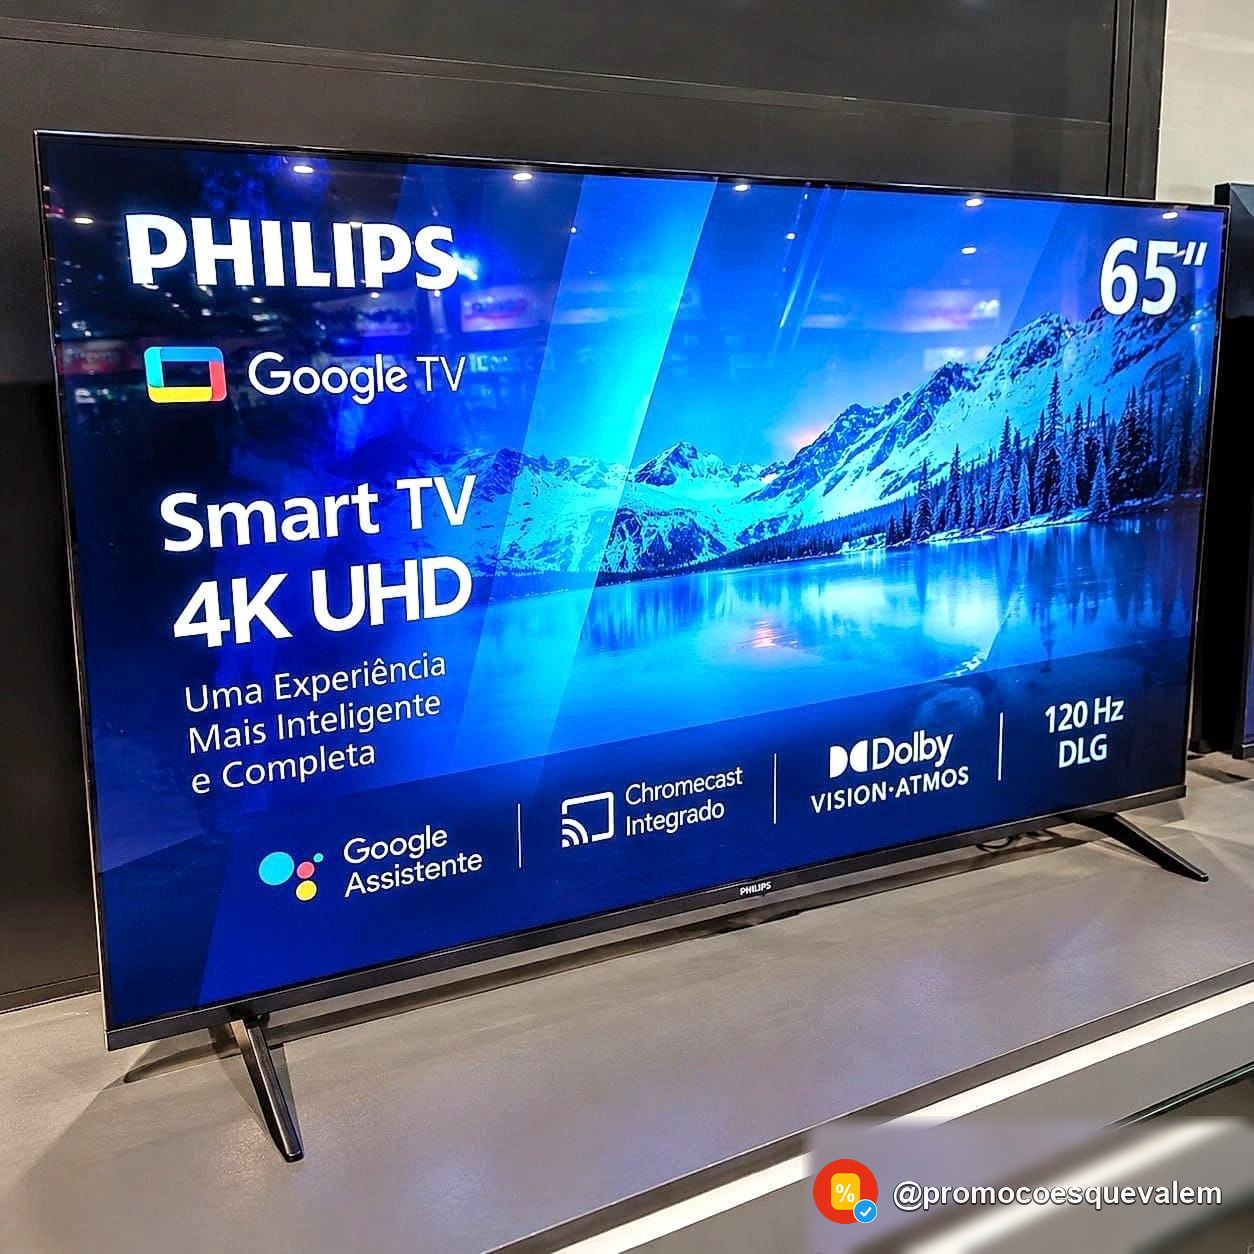 PHILIPS
65"
Google TV
Smart TV
4K UHD
Uma Experiência
Mais Inteligente
e Completa
Google
Assistente
Chromecast
Integrado
Dolby
VISION·ATMOS
120 Hz
DLG
PHILIPS
%
@promocoesquevalem